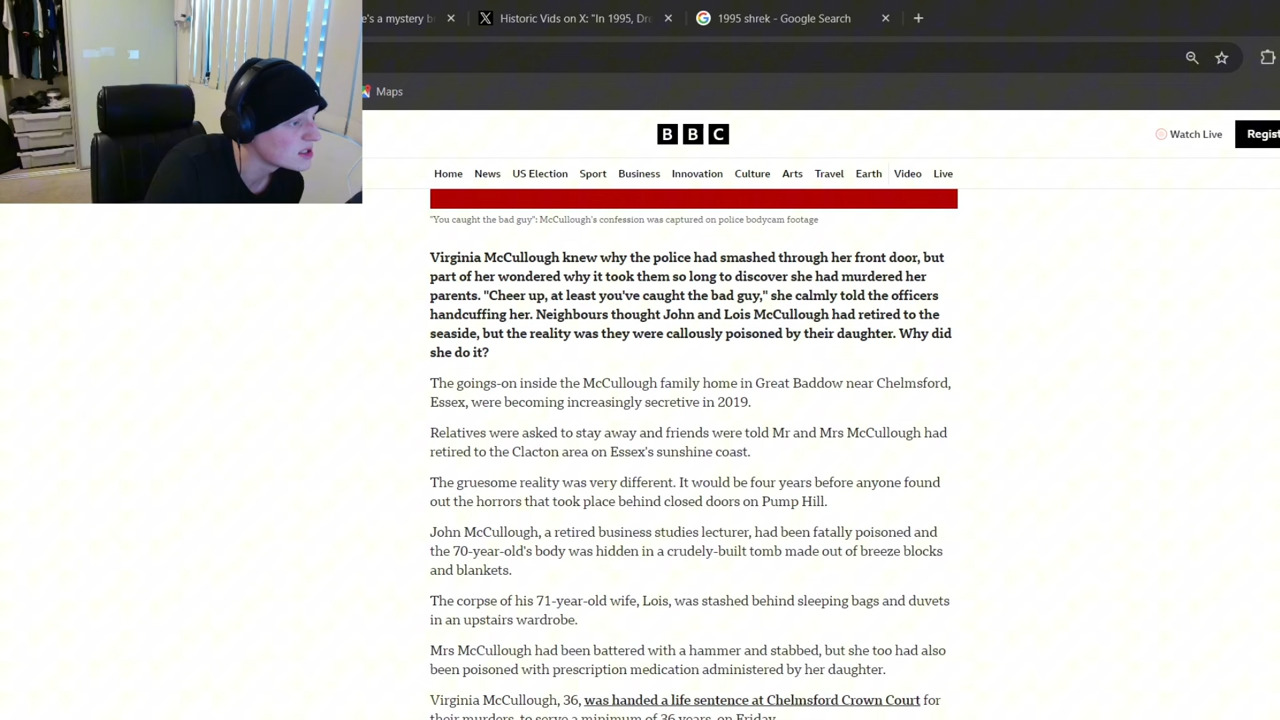 e's a mystery b
Historic Vids on X: "In 1995, Dre
1995 shrek - Google Search
Maps
BBC
Watch Live
Regist
Home News US Election Sport Business Innovation Culture Arts Travel Earth Video Live
"You caught the bad guy": McCullough's confession was captured on police bodycam footage
Virginia McCullough knew why the police had smashed through her front door, but
part of her wondered why it took them so long to discover she had murdered her
parents. "Cheer up, at least you've caught the bad guy," she calmly told the officers
handcuffing her. Neighbours thought John and Lois McCullough had retired to the
seaside, but the reality was they were callously poisoned by their daughter. Why did
she do it?
The goings-on inside the McCullough family home in Great Baddow near Chelmsford,
Essex, were becoming increasingly secretive in 2019.
Relatives were asked to stay away and friends were told Mr and Mrs McCullough had
retired to the Clacton area on Essex's sunshine coast.
The gruesome reality was very different. It would be four years before anyone found
out the horrors that took place behind closed doors on Pump Hill.
John McCullough, a retired business studies lecturer, had been fatally poisoned and
the 70-year-old's body was hidden in a crudely-built tomb made out of breeze blocks
and blankets.
The corpse of his 71-year-old wife, Lois, was stashed behind sleeping bags and duvets
in an upstairs wardrobe.
Mrs McCullough had been battered with a hammer and stabbed, but she too had also
been poisoned with prescription medication administered by her daughter.
Virginia McCullough, 36, was handed a life sentence at Chelmsford Crown Court for
their murders, to serve a minimum of 36 years, on Friday.